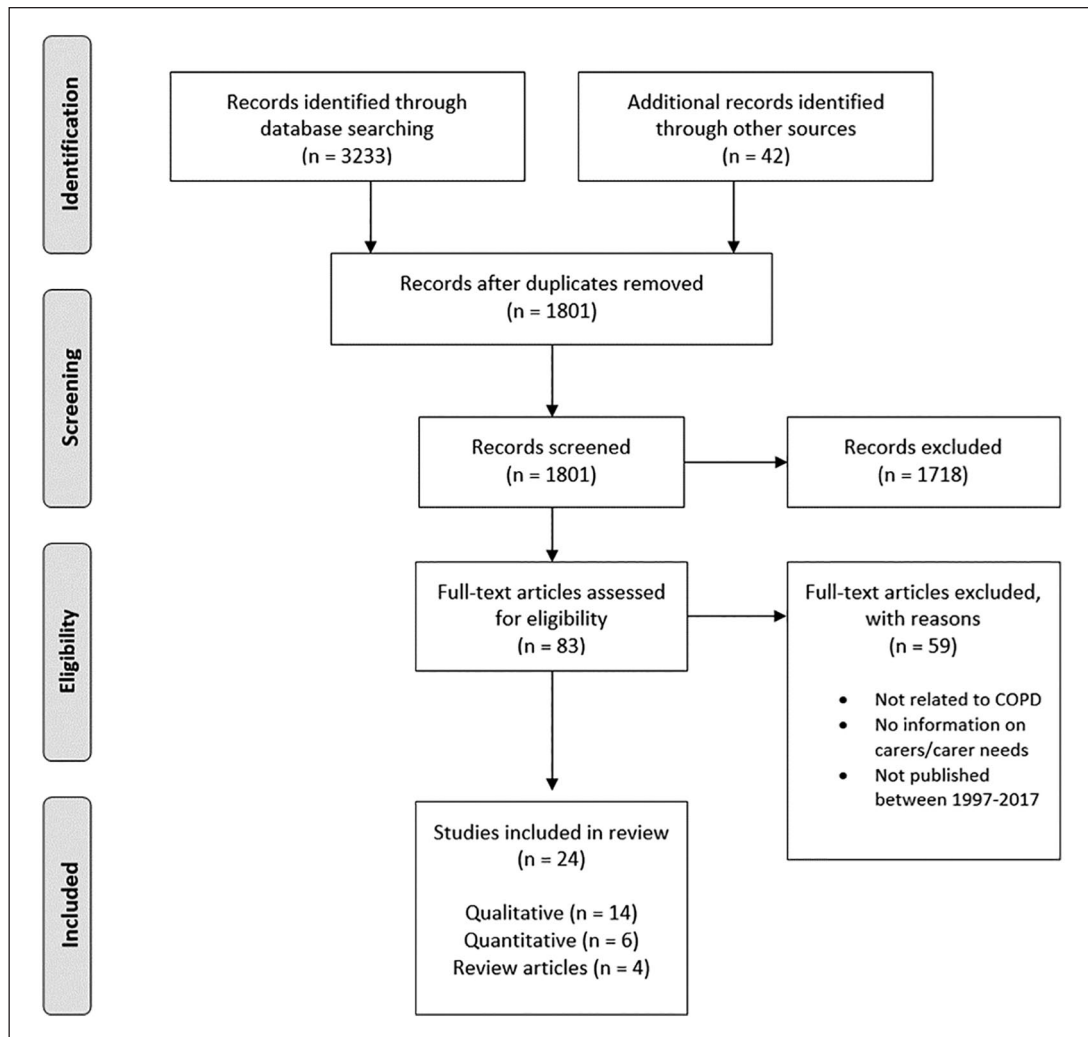 Identification
Records identified through
database searching
(n = 3233)
Additional records identified
through other sources
(n = 42)
Records after duplicates removed
(n = 1801)
Screening
Records screened
(n = 1801)
Records excluded
(n = 1718)
Eligibility
Full-text articles assessed
for eligibility
(n = 83)
Full-text articles excluded,
with reasons
(n = 59)
• Not related to COPD
• No information on
carers/carer needs
• Not published
between 1997-2017
Included
Studies included in review
(n = 24)
Qualitative (n = 14)
Quantitative (n = 6)
Review articles (n = 4)